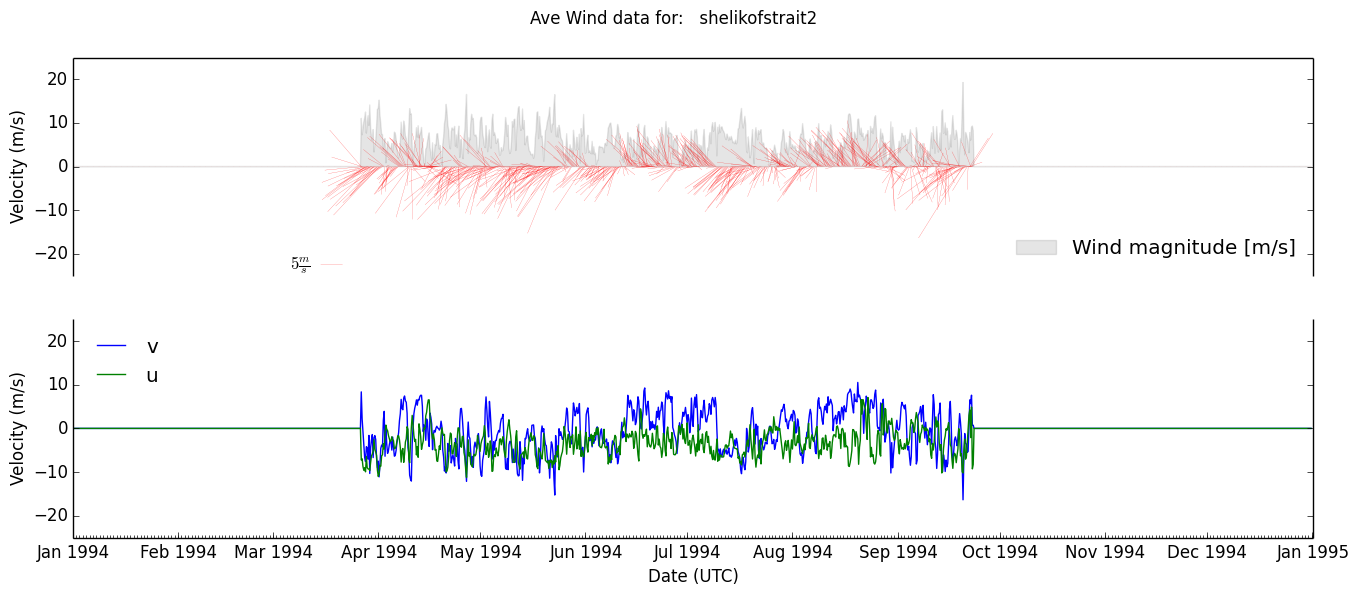 Ave Wind data for:   shelikofstrait2
20
10
0
−10
−20
Velocity (m/s)
5 m/s
Wind magnitude [m/s]
20
10
0
−10
−20
Velocity (m/s)
v
u
Jan 1994 Feb 1994 Mar 1994 Apr 1994 May 1994 Jun 1994 Jul 1994 Aug 1994 Sep 1994 Oct 1994 Nov 1994 Dec 1994 Jan 1995
Date (UTC)